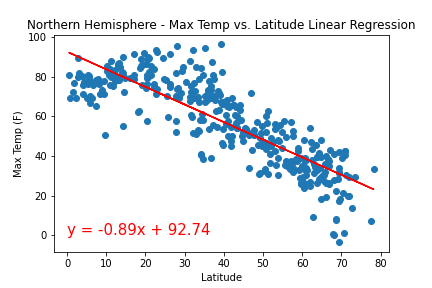 Northern Hemisphere - Max Temp vs. Latitude Linear Regression
100
80
60
40
20
0
Max Temp (F)
y = -0.89x + 92.74
0 10 20 30 40 50 60 70 80
Latitude